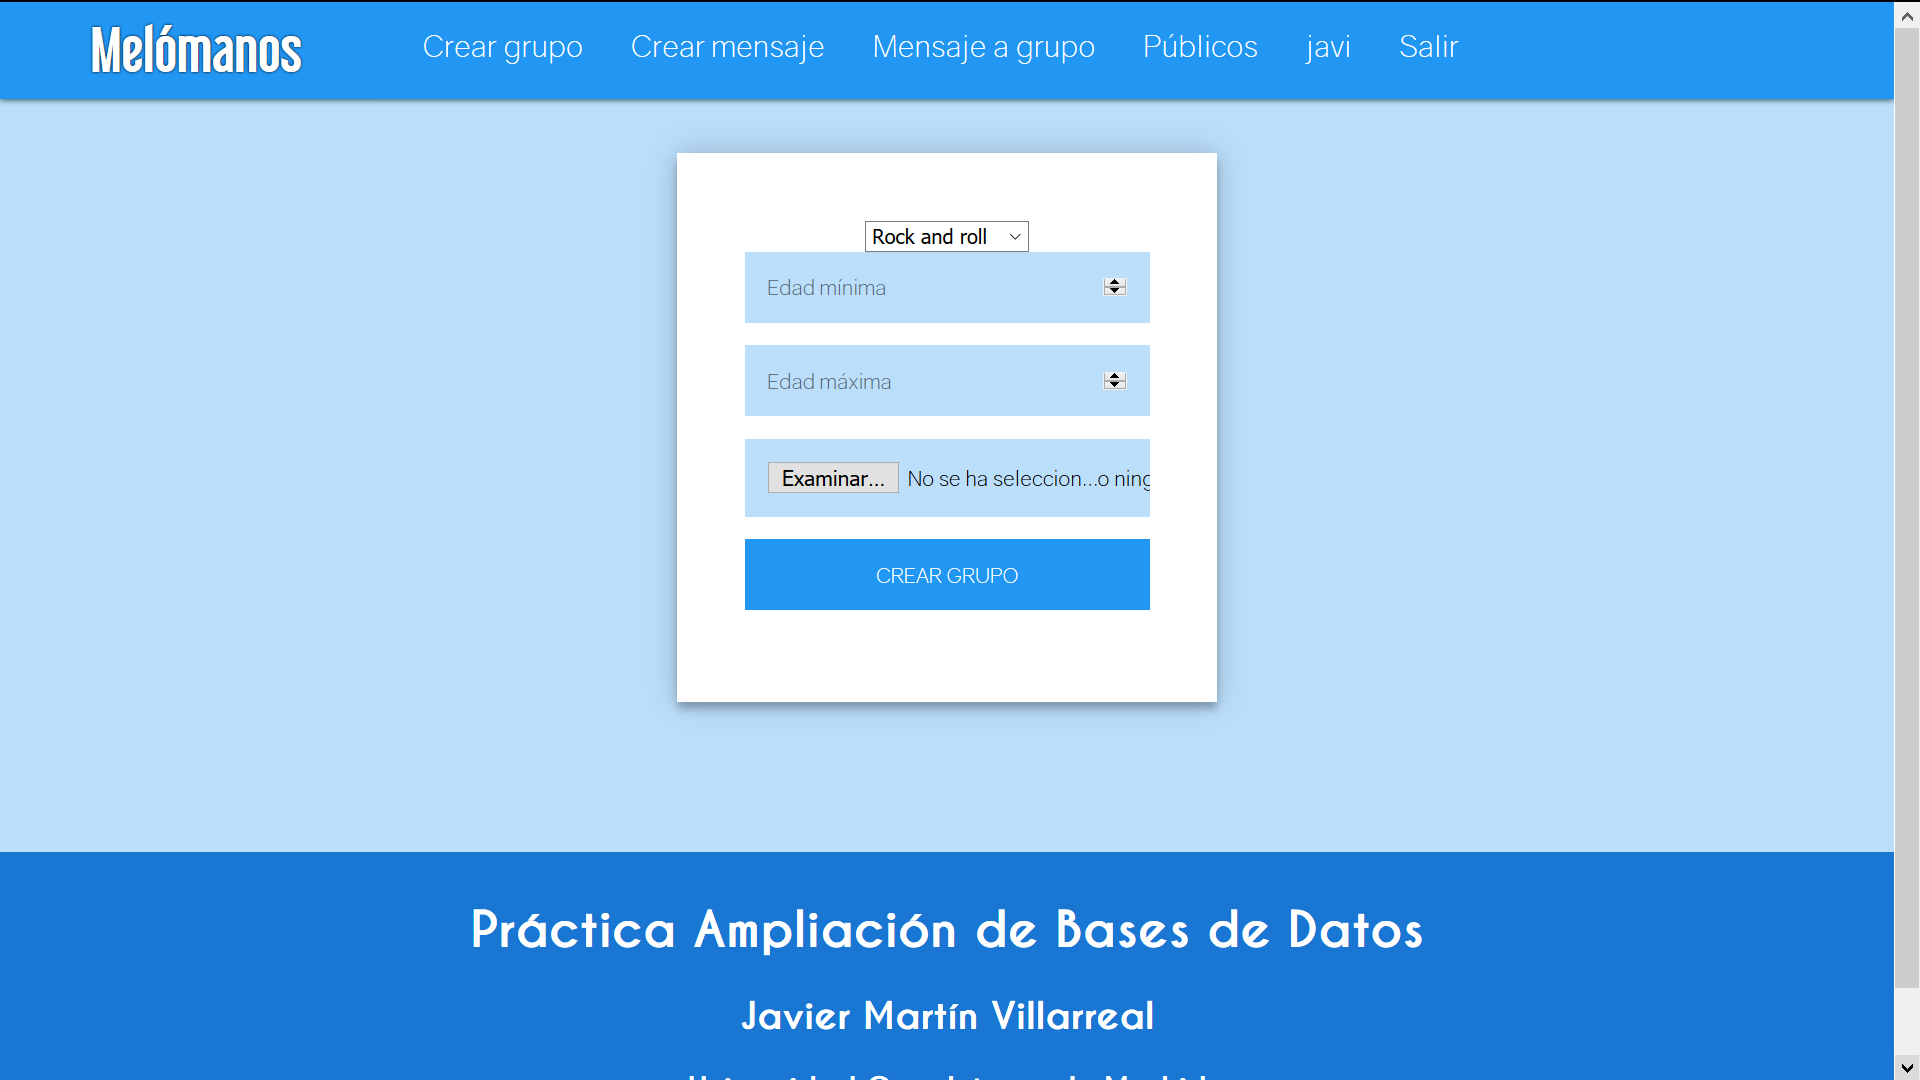 Melómanos
Crear grupo
Crear mensaje
Mensaje a grupo
Públicos
javi
Salir
Rock and roll
Edad mínima
Edad máxima
Examinar... No se ha seleccion...o ning
CREAR GRUPO
Práctica Ampliación de Bases de Datos
Javier Martín Villarreal